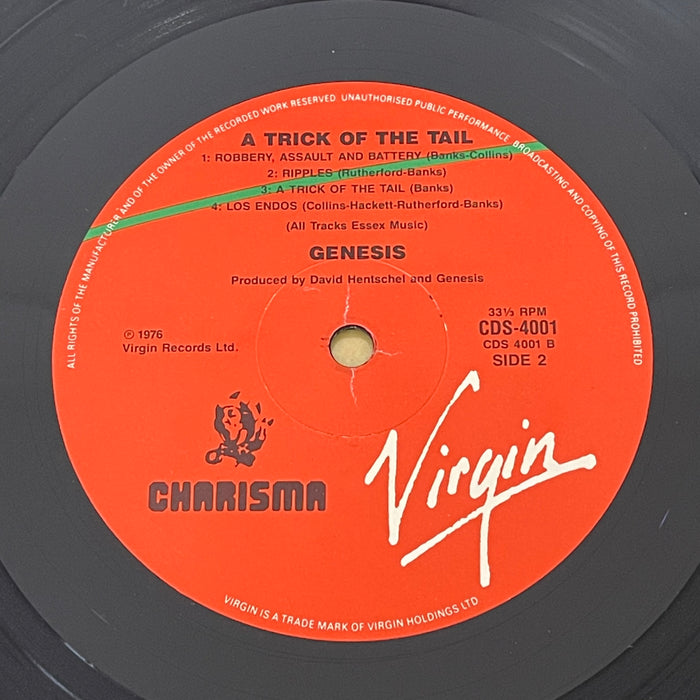 ALL RIGHTS OF THE MANUFACTURER AND OF THE OWNER OF THE RECORDED WORK RESERVED UNAUTHORISED PUBLIC PERFORMANCE BROADCASTING AND COPYING OF THIS RECORD PROHIBITED
A TRICK OF THE TAIL
1: ROBBERY, ASSAULT AND BATTERY (Banks-Collins)
2: RIPPLES (Rutherford-Banks)
3: A TRICK OF THE TAIL (Banks)
4: LOS ENDOS (Collins-Hackett-Rutherford-Banks)
(All Tracks Essex Music)
GENESIS
Produced by David Hentschel and Genesis
℗ 1976
Virgin Records Ltd.
33⅓ RPM
CDS-4001
CDS 4001 B
SIDE 2
CHARISMA
Virgin
VIRGIN IS A TRADE MARK OF VIRGIN HOLDINGS LTD